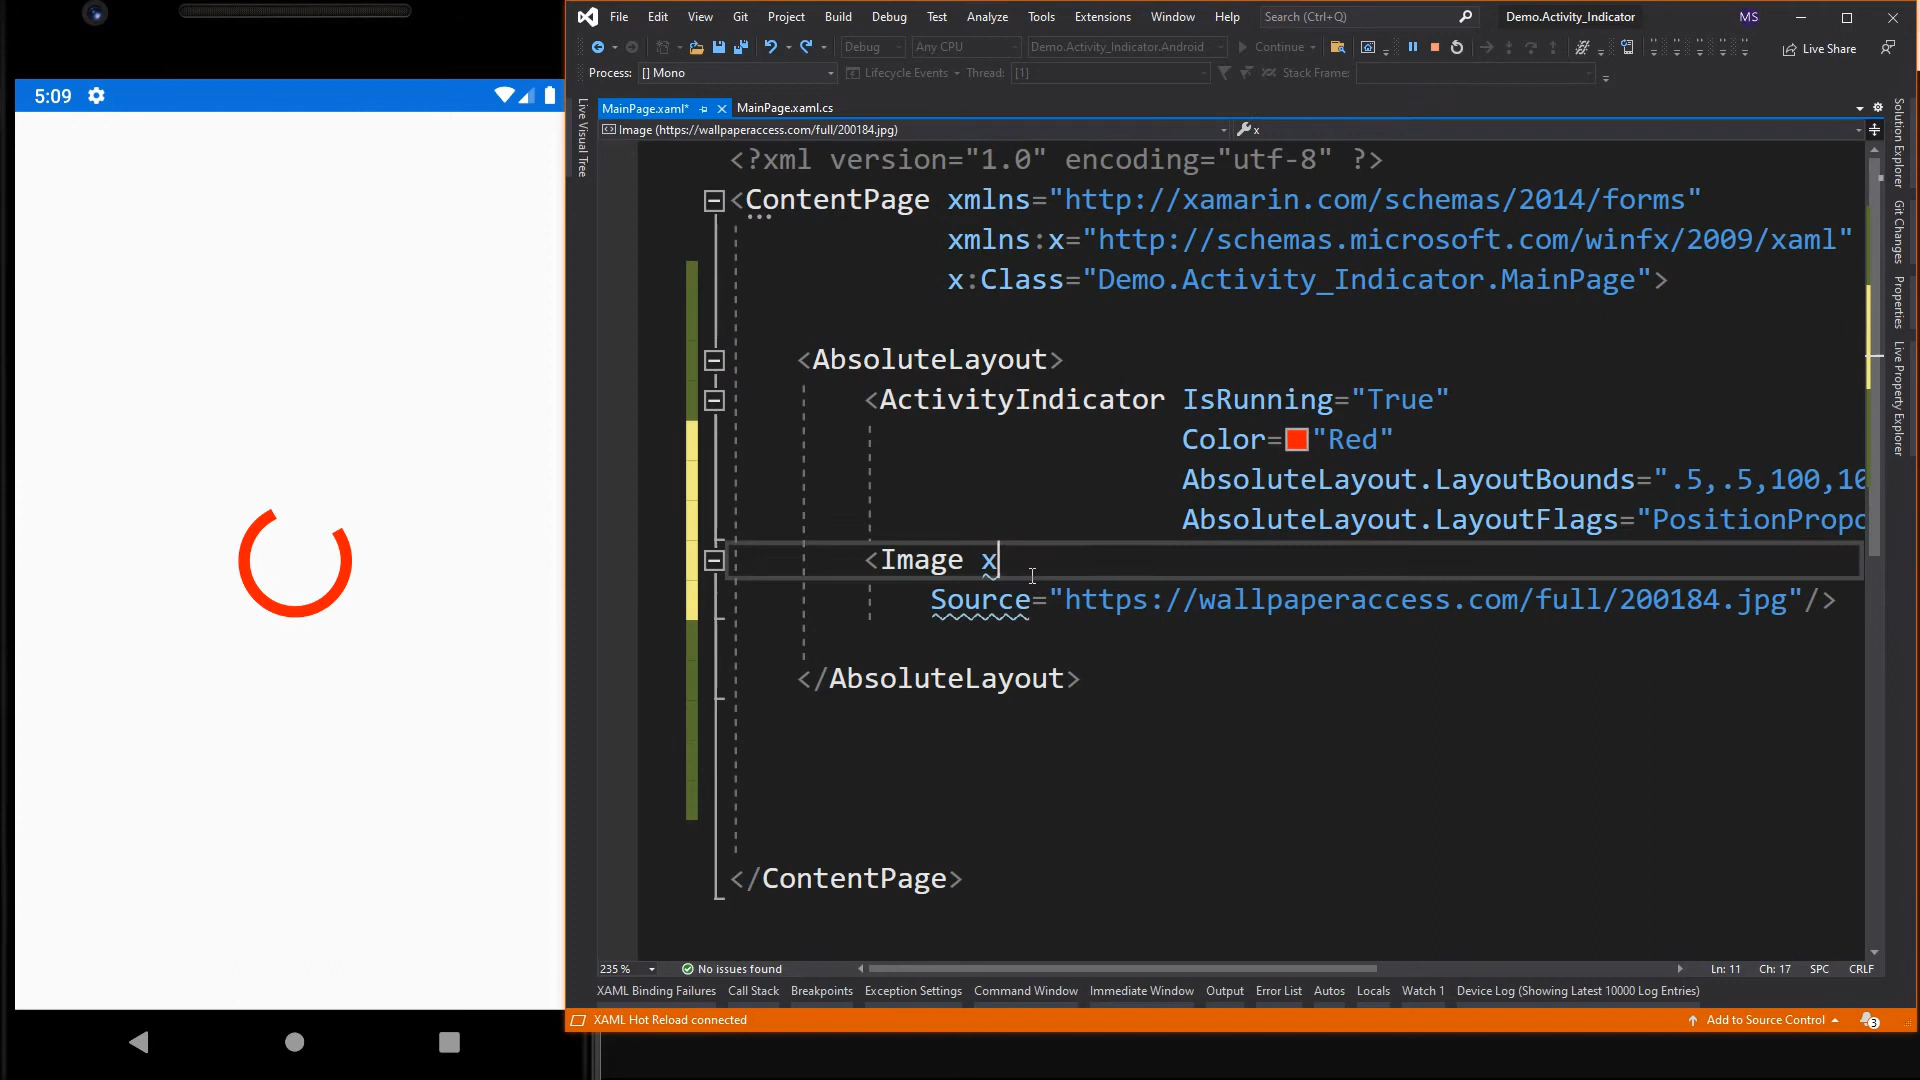 5:09
File Edit View Git Project Build Debug Test Analyze Tools Extensions Window Help Search (Ctrl+Q) Demo.Activity_Indicator MS
Debug Any CPU Demo.Activity_Indicator.Android Continue Live Share
Process: [] Mono Lifecycle Events Thread: [1] Stack Frame:
MainPage.xaml* MainPage.xaml.cs
Image (https://wallpaperaccess.com/full/200184.jpg) x
<?xml version="1.0" encoding="utf-8" ?>
<ContentPage xmlns="http://xamarin.com/schemas/2014/forms"
xmlns:x="http://schemas.microsoft.com/winfx/2009/xaml"
x:Class="Demo.Activity_Indicator.MainPage">
<AbsoluteLayout>
<ActivityIndicator IsRunning="True"
Color="Red"
AbsoluteLayout.LayoutBounds=".5,.5,100,10
AbsoluteLayout.LayoutFlags="PositionPropo
<Image x
Source="https://wallpaperaccess.com/full/200184.jpg"/>
</AbsoluteLayout>
</ContentPage>
235 % No issues found Ln: 11 Ch: 17 SPC CRLF
XAML Binding Failures Call Stack Breakpoints Exception Settings Command Window Immediate Window Output Error List Autos Locals Watch 1 Device Log (Showing Latest 10000 Log Entries)
XAML Hot Reload connected Add to Source Control 3
Live Visual Tree
Solution Explorer
Git Changes
Properties
Live Property Explorer